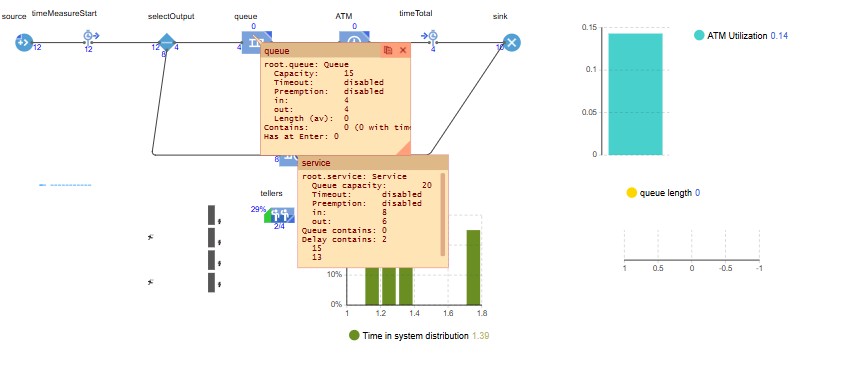 source timeMeasureStart selectOutput queue ATM timeTotal sink
0 0
12 12 12 4 8 4 4 10
queue
root.queue: Queue
Capacity: 15
Timeout: disabled
Preemption: disabled
in: 4
out: 4
Length (av): 0
Contains: 0 (0 with tim
Has at Enter: 0
8
service
root.service: Service
Queue capacity: 20
Timeout: disabled
Preemption: disabled
in: 8
out: 6
Queue contains: 0
Delay contains: 2
15
13
tellers
29%
2/4
10%
0%
1 1.2 1.4 1.6 1.8
Time in system distribution 1.39
0.15
0.1
0.05
0
ATM Utilization 0.14
queue length 0
1 0.5 0 -0.5 -1